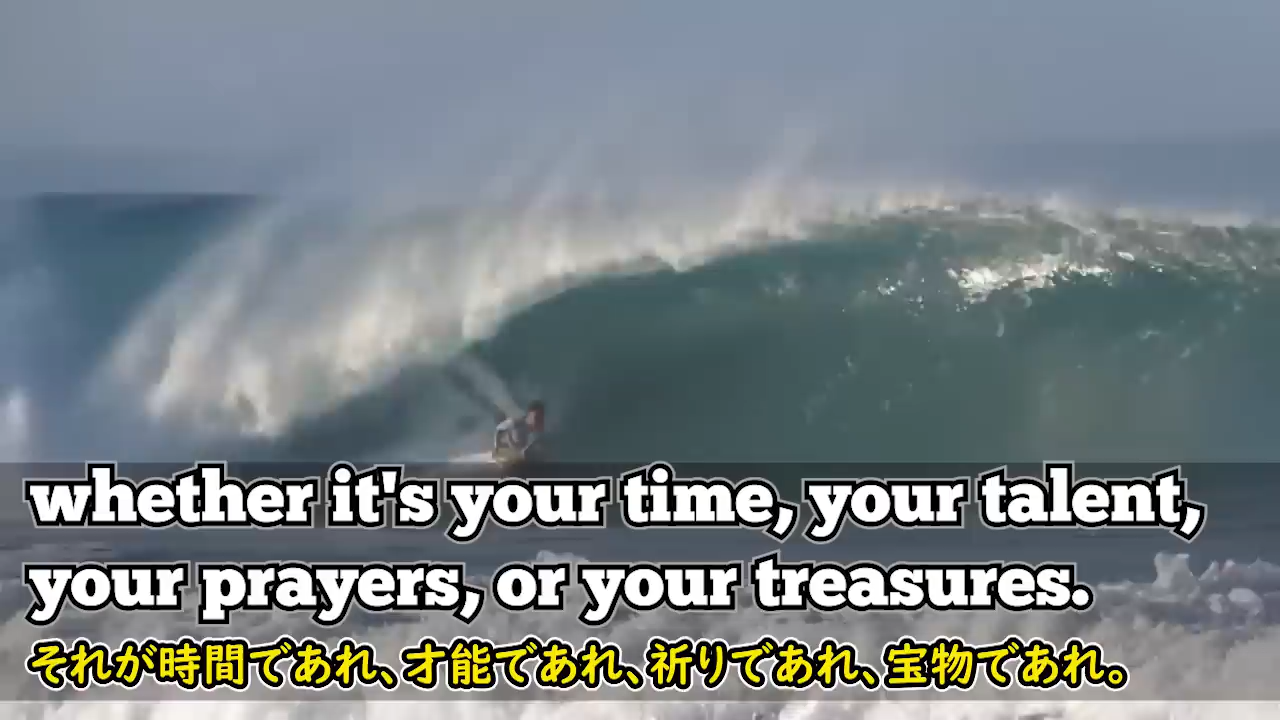 whether it's your time, your talent,
your prayers, or your treasures.
それが時間であれ、才能であれ、祈りであれ、宝物であれ。